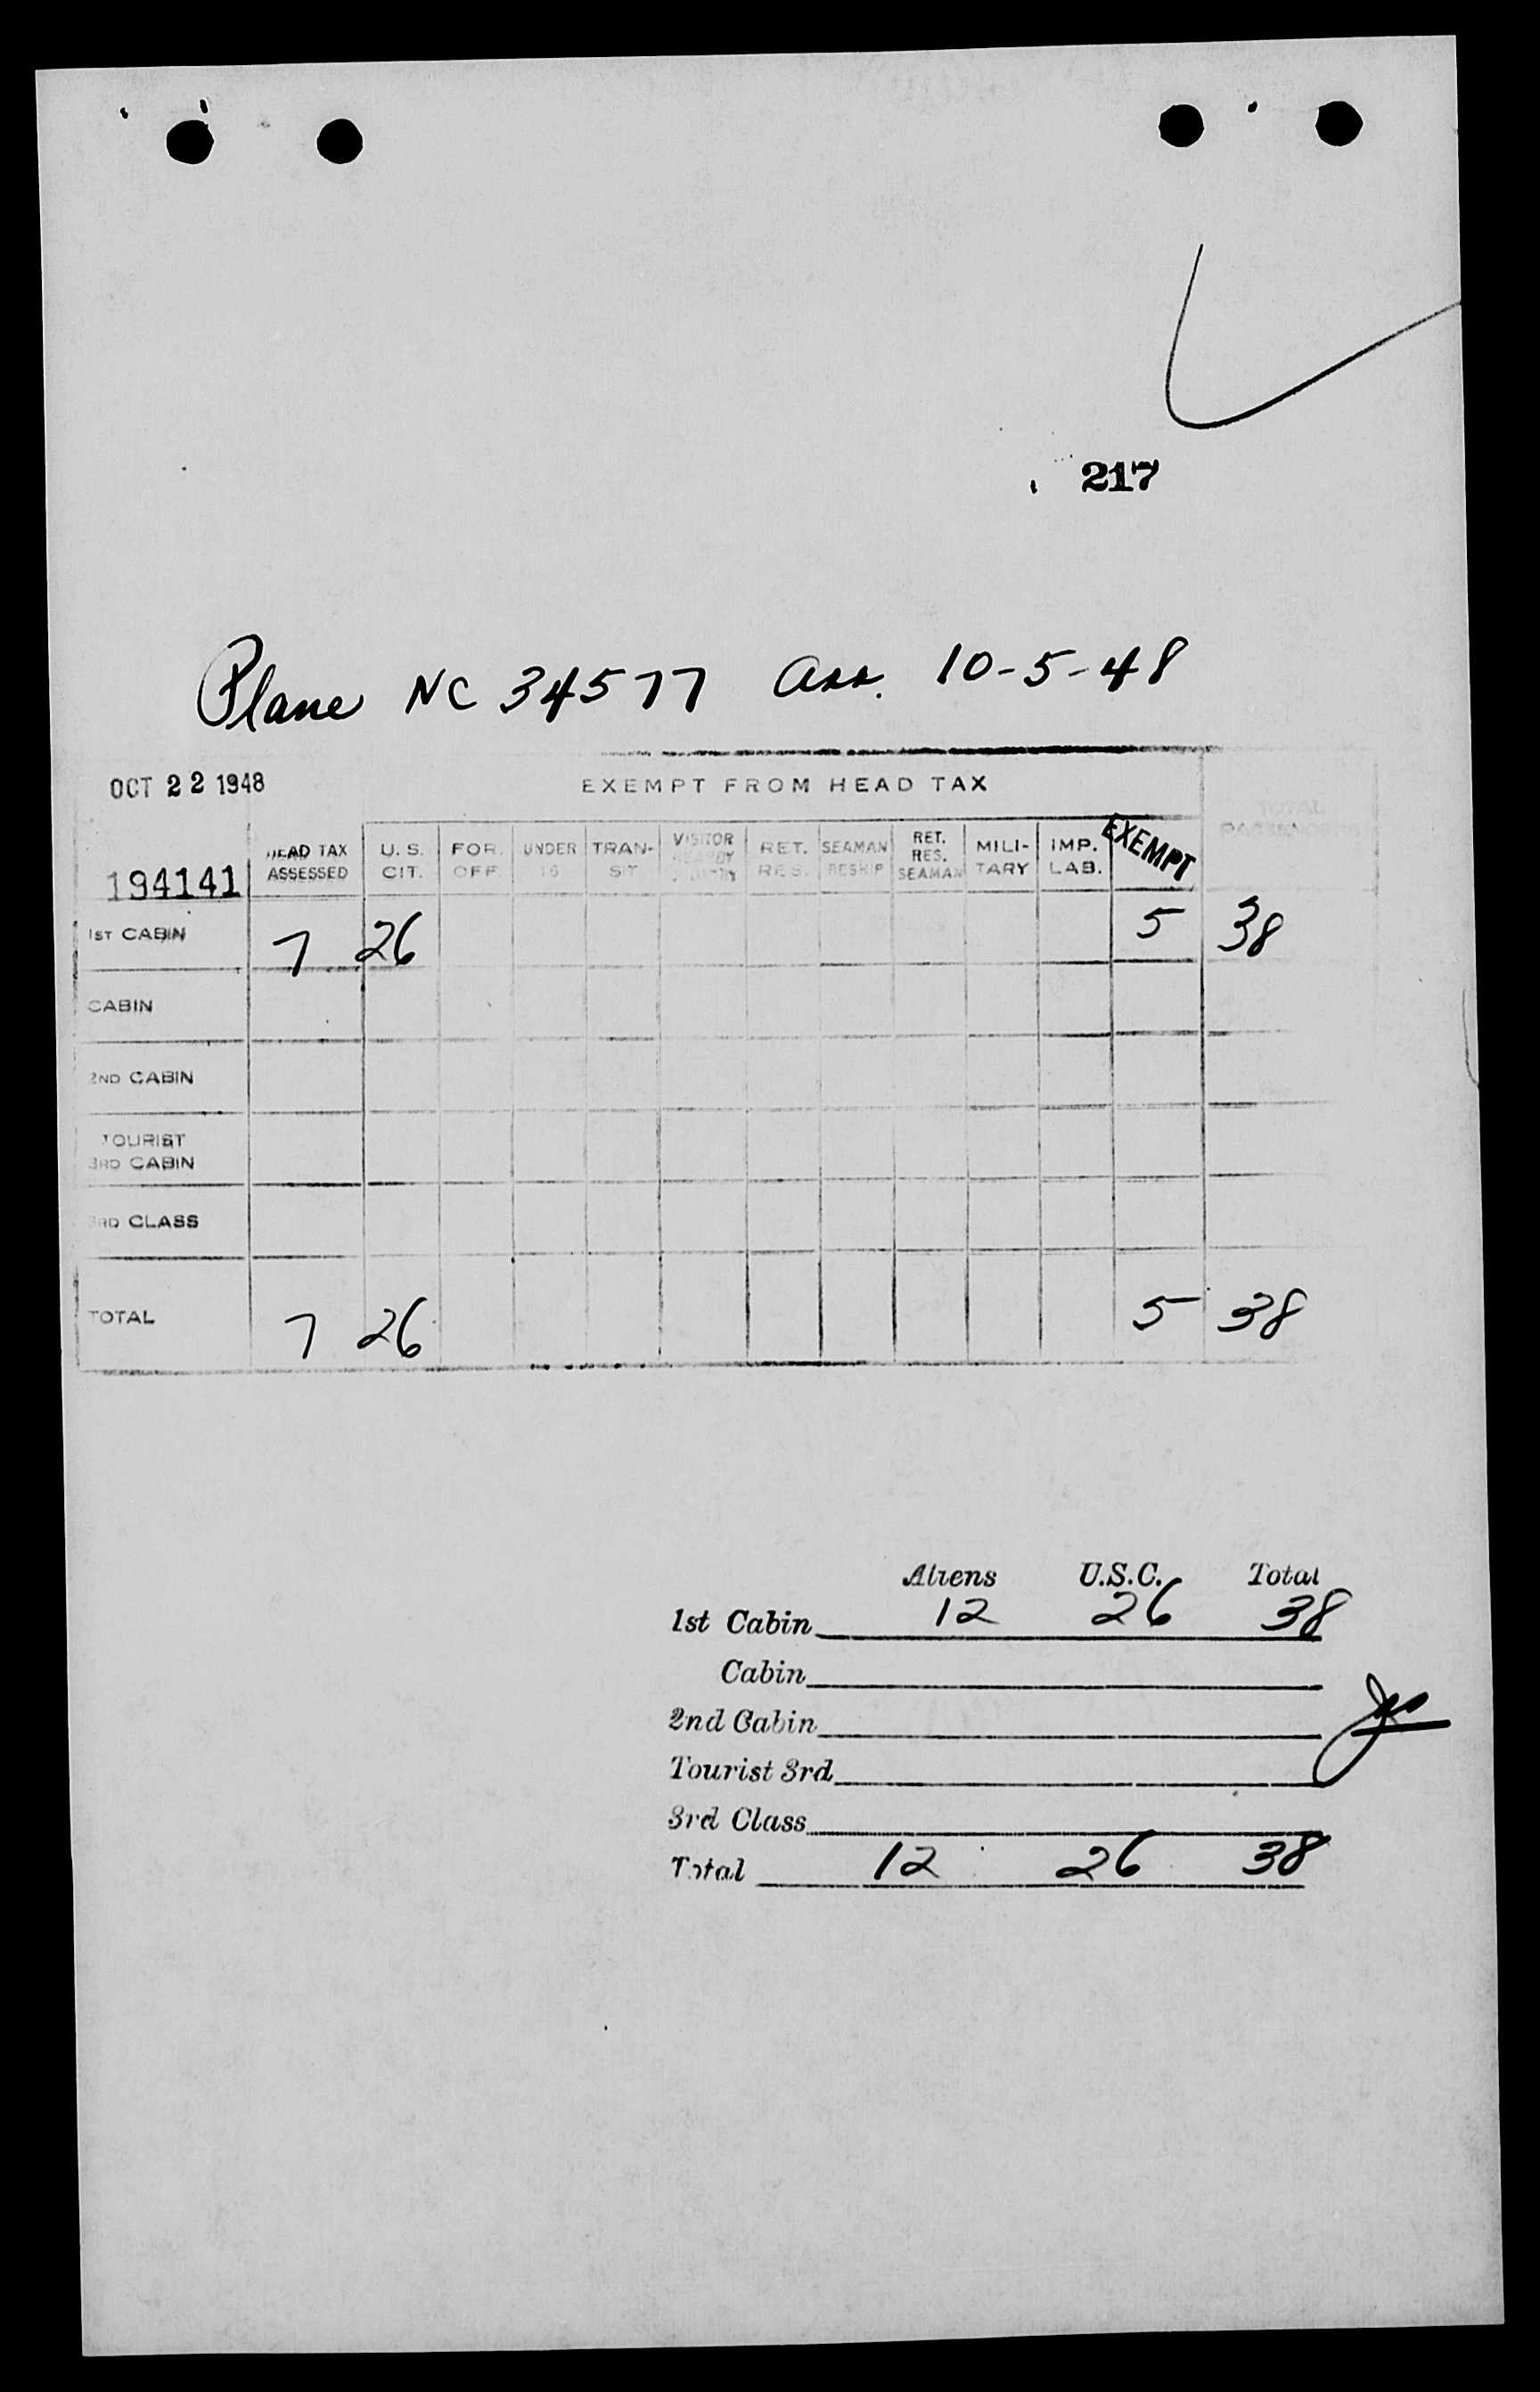 217
Plane NC 34577 arr. 10-5-48
OCT 22 1948
EXEMPT FROM HEAD TAX
TOTAL PASSENGERS
194141
HEAD TAX ASSESSED U. S. CIT. FOR. OFF. UNDER 16 TRAN-SIT VISITOR NEARBY RET. RES. SEAMAN RESHIP RET. RES. SEAMAN MILI-TARY IMP. LAB. EXEMPT
1ST CABIN 7 26 5 38
CABIN
2ND CABIN
TOURIST
3RD CABIN
3RD CLASS
TOTAL 7 26 5 38
Aliens U.S.C. Total
1st Cabin 12 26 38
Cabin
2nd Cabin
Tourist 3rd
3rd Class
Total 12 26 38